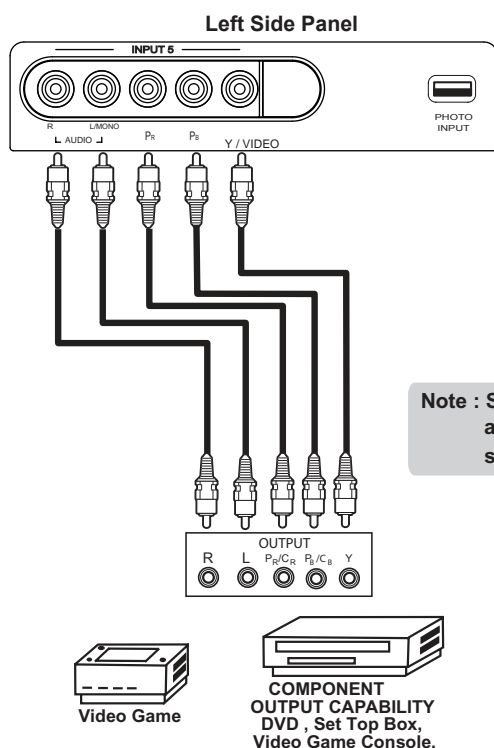 Left Side Panel
INPUT 5
R
L/MONO
AUDIO
PR
PB
Y / VIDEO
PHOTO
INPUT
Note :
OUTPUT
R L PR/CR PB/CB Y
Video Game
COMPONENT
OUTPUT CAPABILITY
DVD , Set Top Box,
Video Game Console.